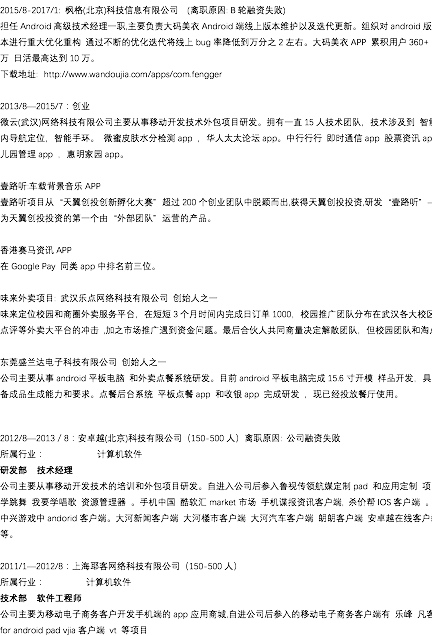 2015/8-2017/1: 枫格(北京)科技信息有限公司 (离职原因: B 轮融资失败)
担任 Android 高级技术经理一职,主要负责大码美衣 Android 端线上版本维护以及迭代更新。组织对 android 版
本进行重大优化重构 通过不断的优化迭代将线上 bug 率降低到万分之 2 左右。大码美衣 APP 累积用户 360+
万 日活最高达到 10 万。
下载地址: http://www.wandoujia.com/apps/com.fengger
2013/8—2015/7：创业
微云(武汉)网络科技有限公司主要从事移动开发技术外包项目研发。拥有一直 15 人技术团队，技术涉及到 智能
内导航定位，智能手环。 微蜜皮肤水分检测 app ， 华人太太论坛 app。中行行行 即时通信 app 股票资讯 ap
儿园管理 app ，惠明家园 app。
壹路听 车载背景音乐 APP
壹路听项目从“天翼创投创新孵化大赛”超过 200 个创业团队中脱颖而出,获得天翼创投投资,研发“壹路听”
为天翼创投投资的第一个由“外部团队”运营的产品。
香港赛马资讯 APP
在 Google Pay 同类 app 中排名前三位。
味来外卖项目 武汉乐点网络科技有限公司 创始人之一
味来定位校园和商圈外卖服务平台，在短短 3 个月时间内完成日订单 1000，校园推广团队分布在武汉各大校区
点评等外卖大平台的冲击 ,加之市场推广遇到资金问题。最后合伙人共同商量决定解散团队，但校园团队和海
东莞盛兰达电子科技有限公司 创始人之一
公司主要从事 android 平板电脑 和外卖点餐系统研发。目前 android 平板电脑完成 15.6 寸开模 样品开发，具
备成品生成能力和要求。点餐后台系统 平板点餐 app 和收银 app 完成研发 ，现已经投放餐厅使用。
2012/8—2013 / 8：安卓越(北京)科技有限公司（150-500 人）离职原因: 公司融资失败
所属行业： 计算机软件
研发部 技术经理
公司主要从事移动开发技术的培训和外包项目研发。自进入公司后参入鲁视传领航媒定制 pad 和应用定制 项
学跳舞 我要学唱歌 资源管理器 。手机中国 酷软汇 market 市场 手机谍报资讯客户端，杀价帮 IOS 客户端 。
中兴游戏中 andorid 客户端。大河新闻客户端 大河楼市客户端 大河汽车客户端 朗朗客户端 安卓越在线客户
等。
2011/1—2012/8：上海耶客网络科技有限公司（150-500 人）
所属行业： 计算机软件
技术部 软件工程师
公司主要为移动电子商务客户开发手机端的 app 应用商城,自进公司后参入的移动电子商务客户端有 乐峰 凡客
for android pad vjia 客户端 vt 等项目